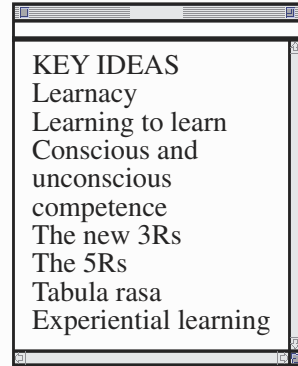 KEY IDEAS
Learnacy
Learning to learn
Conscious and
unconscious
competence
The new 3Rs
The 5Rs
Tabula rasa
Experiential learning